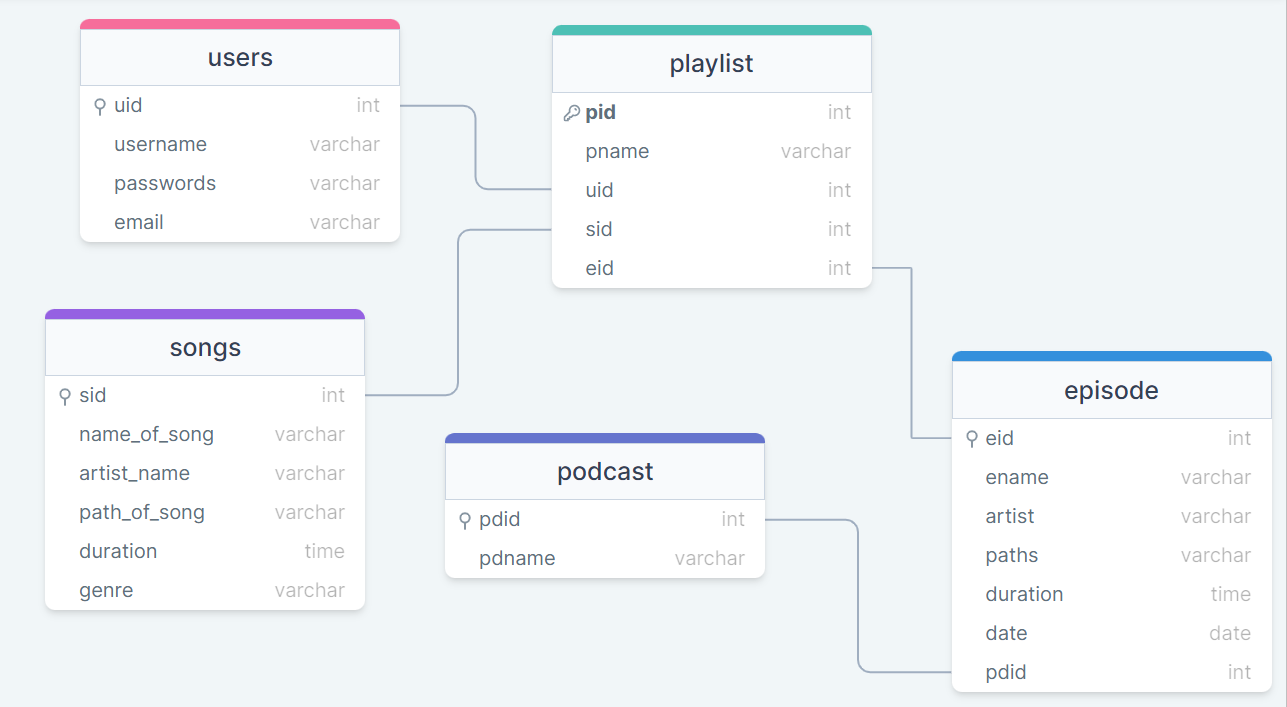 users
uid int
username varchar
passwords varchar
email varchar
playlist
pid int
pname varchar
uid int
sid int
eid int
songs
sid int
name_of_song varchar
artist_name varchar
path_of_song varchar
duration time
genre varchar
podcast
pdid int
pdname varchar
episode
eid int
ename varchar
artist varchar
paths varchar
duration time
date date
pdid int